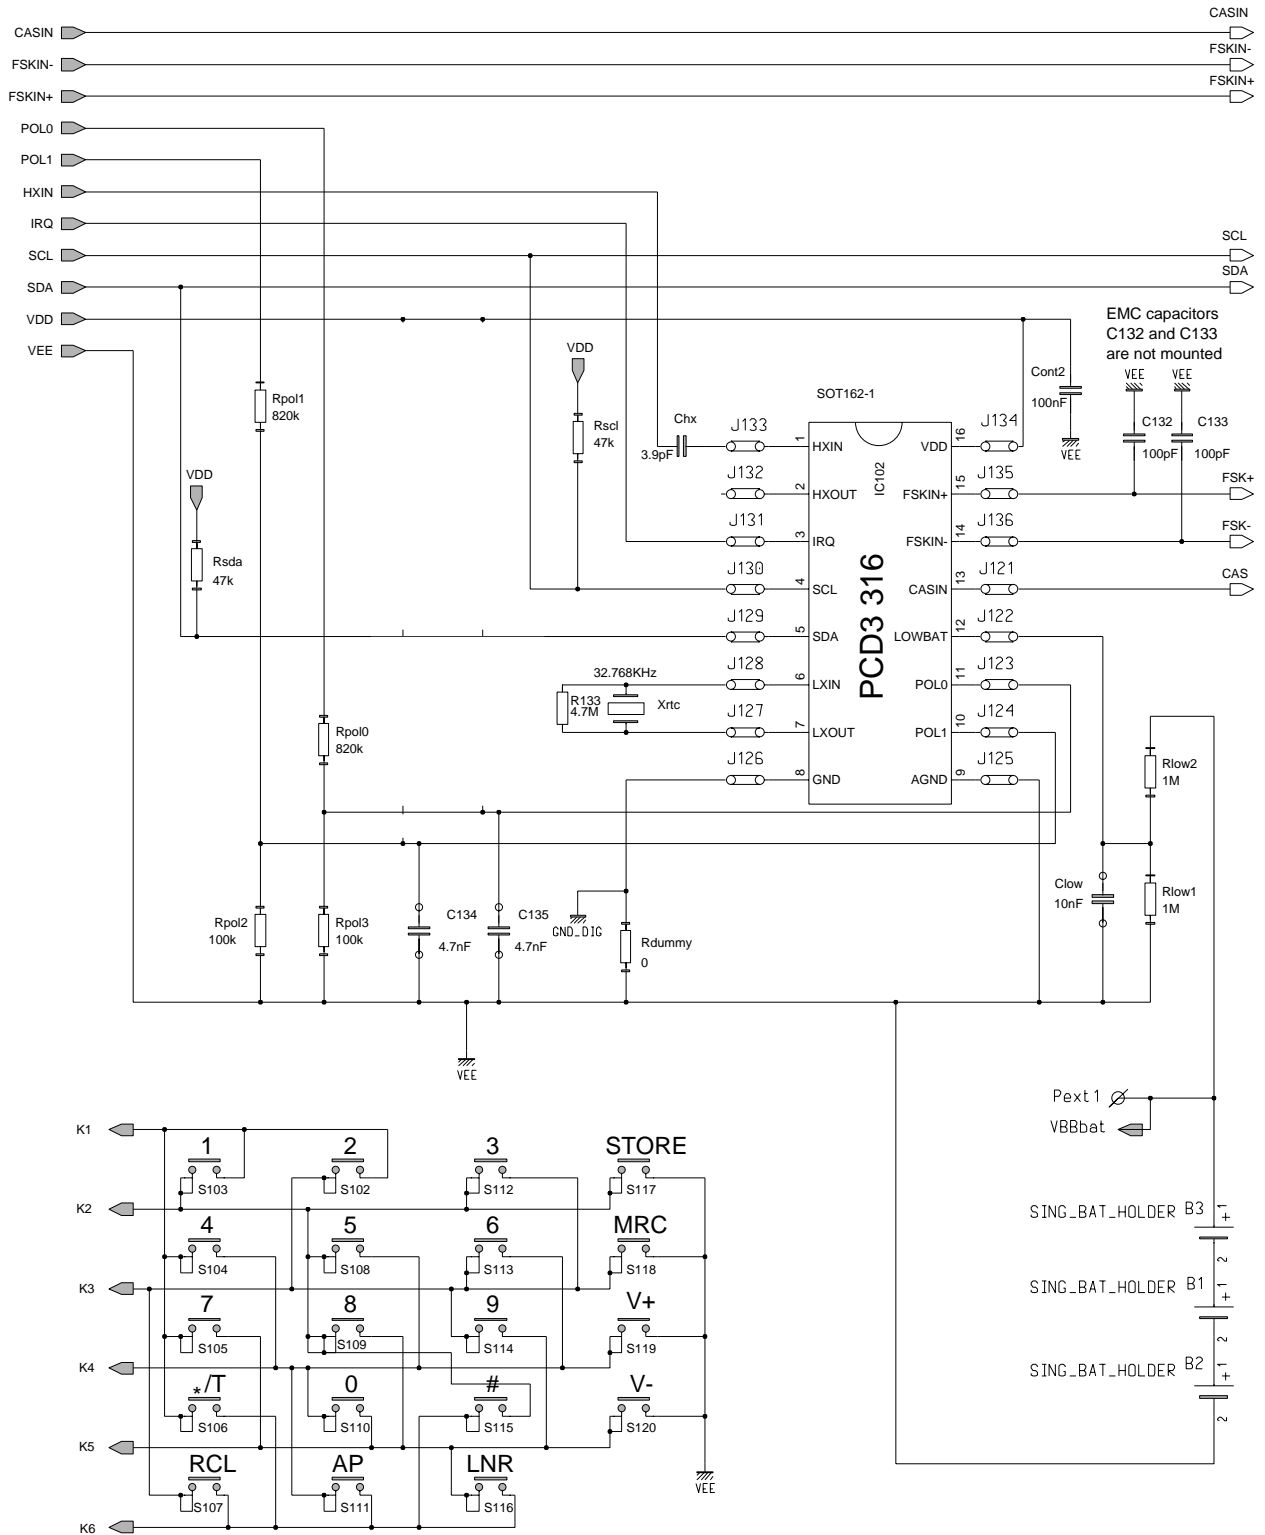 CASIN
CASIN
FSKIN-
FSKIN-
FSKIN+
FSKIN+
POL0
POL1
HXIN
IRQ
SCL
SCL
SDA
SDA
VDD
VEE
EMC capacitors
C132 and C133
are not mounted
VDD
Rpol1
820k
Rscl
47k
Chx
3.9pF
SOT162-1
Cont2
100nF
VEE
VEE
VEE
C132
100pF
C133
100pF
VDD
Rsda
47k
J133
1
HXIN
J132
2
HXOUT
J131
3
IRQ
J130
4
SCL
J129
5
SDA
J128
6
LXIN
J127
7
LXOUT
J126
8
GND
IC102
PCD3 316
VDD
16
J134
FSKIN+
15
J135
FSK+
FSKIN-
14
J136
FSK-
CASIN
13
J121
CAS
LOWBAT
12
J122
POL0
11
J123
POL1
10
J124
AGND
9
J125
32.768KHz
R133
4.7M
Xrtc
Rpol0
820k
Rlow2
1M
Rpol2
100k
Rpol3
100k
C134
4.7nF
C135
4.7nF
GND_DIG
Rdummy
0
Clow
10nF
Rlow1
1M
VEE
Pext1
VBBbat
K1
1
S103
2
S102
3
S112
STORE
S117
K2
4
S104
5
S108
6
S113
MRC
S118
K3
7
S105
8
S109
9
S114
V+
S119
K4
*/T
S106
0
S110
#
S115
V-
S120
K5
RCL
S107
AP
S111
LNR
S116
VEE
K6
SING_BAT_HOLDER B3
+ 1
2
SING_BAT_HOLDER B1
+ 1
2
SING_BAT_HOLDER B2
+ 1
2